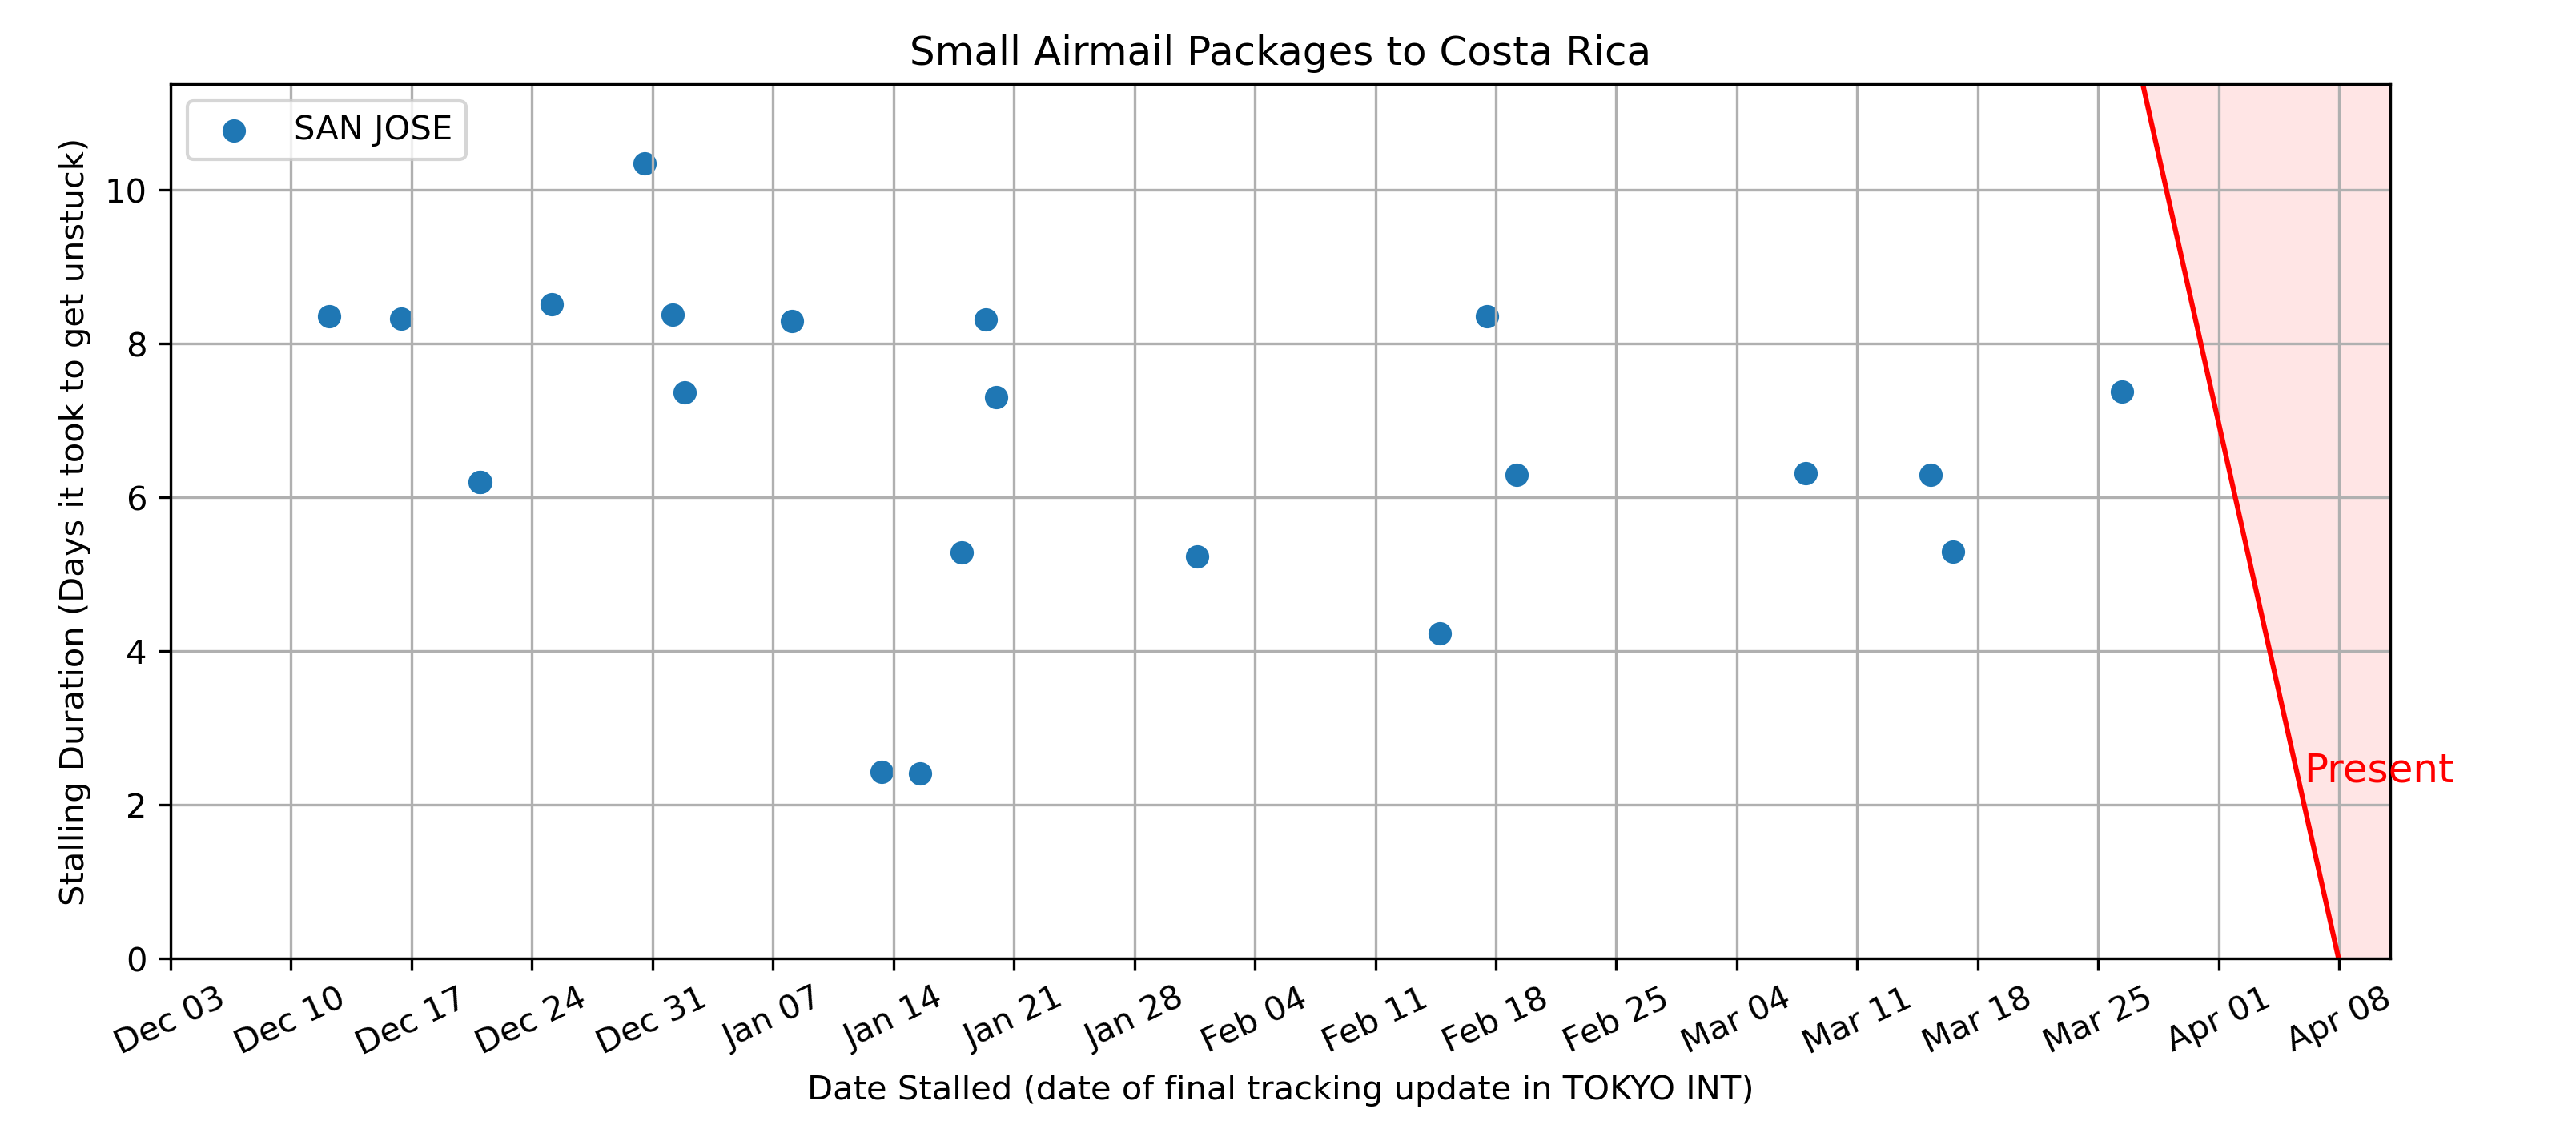 Small Airmail Packages to Costa Rica
SAN JOSE
Stalling Duration (Days it took to get unstuck)
10
8
6
4
2
0
Present
Dec 03
Dec 10
Dec 17
Dec 24
Dec 31
Jan 07
Jan 14
Jan 21
Jan 28
Feb 04
Feb 11
Feb 18
Feb 25
Mar 04
Mar 11
Mar 18
Mar 25
Apr 01
Apr 08
Date Stalled (date of final tracking update in TOKYO INT)